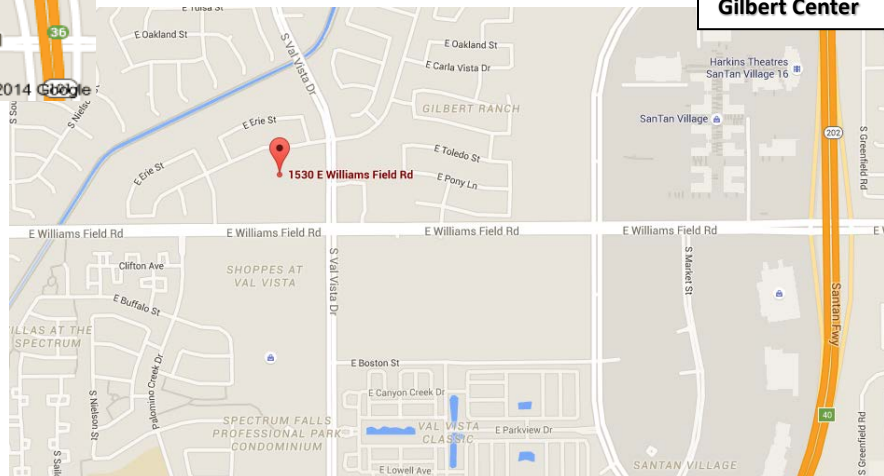 Gilbert Center
E Tulsa St
36
E Oakland St
S Val Vista Dr
E Oakland St
E Carla Vista Dr
Harkins Theatres
SanTan Village 16
2014 Google
S Nielso
GILBERT RANCH
SanTan Village
202
S Greenfield Rd
E Erie St
E Toledo St
E Erie St
E Pony Ln
1530 E Williams Field Rd
E Williams Field Rd
E Williams Field Rd
E Williams Field Rd
E Williams Field Rd
Clifton Ave
SHOPPES AT
VAL VISTA
S Val Vista Dr
S Market St
E Buffalo St
Santan Fwy
ILLAS AT THE
SPECTRUM
E Boston St
Palomino Creek Dr
S Nielson St
E Canyon Creek Dr
40
SPECTRUM FALLS
PROFESSIONAL PARK
CONDOMINIUM
VAL VISTA
CLASSIC
E Parkview Dr
S Greenfield Rd
E Lowell Ave
SANTAN VILLAGE